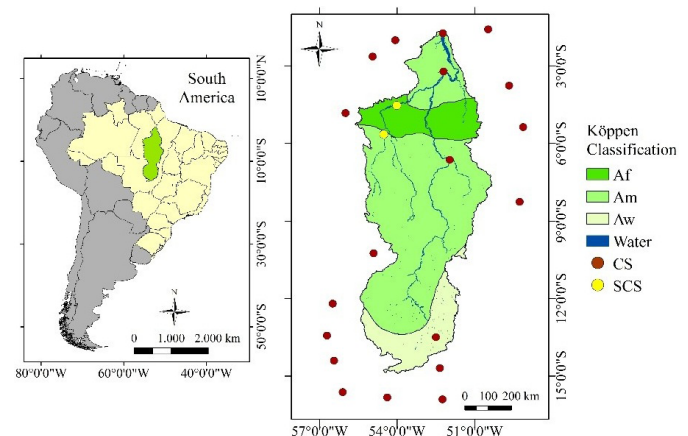 N
South
America
10°0'0"N
10°0'0"S
30°0'0"S
50°0'0"S
N
0 1.000 2.000 km
80°0'0"W 60°0'0"W 40°0'0"W
N
3°0'0"S
6°0'0"S
9°0'0"S
12°0'0"S
15°0'0"S
0 100 200 km
57°0'0"W 54°0'0"W 51°0'0"W
Köppen
Classification
Af
Am
Aw
Water
CS
SCS